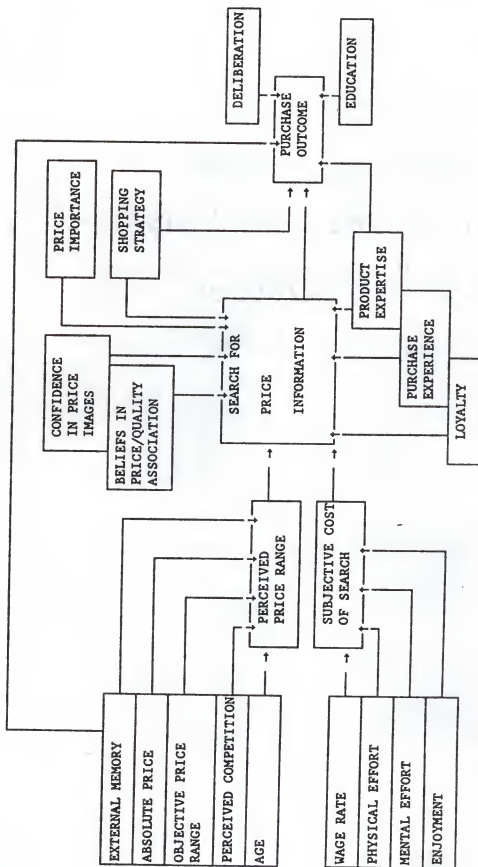 EXTERNAL MEMORY
ABSOLUTE PRICE
OBJECTIVE PRICE
RANGE
PERCEIVED COMPETITION
AGE
WAGE RATE
PHYSICAL EFFORT
MENTAL EFFORT
ENJOYMENT
PERCEIVED
PRICE RANGE
SUBJECTIVE COST
OF SEARCH
CONFIDENCE
IN PRICE
IMAGES
BELIEFS IN
PRICE/QUALITY
ASSOCIATION
PRICE
IMPORTANCE
SHOPPING
STRATEGY
SEARCH FOR
PRICE
INFORMATION
PRODUCT
EXPERTISE
PURCHASE
EXPERIENCE
LOYALTY
DELIBERATION
PURCHASE
OUTCOME
EDUCATION